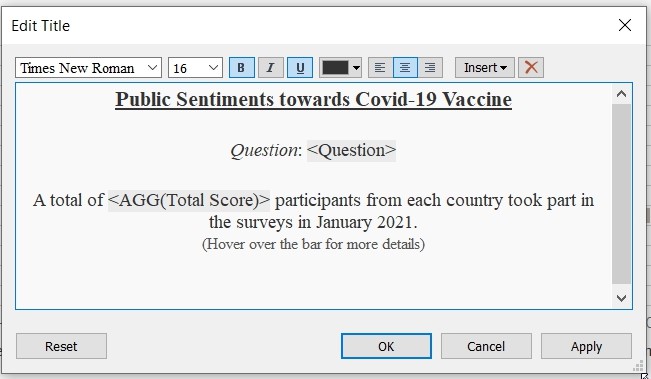 Edit Title
Times New Roman 16 B I U Insert
Public Sentiments towards Covid-19 Vaccine
Question: <Question>
A total of <AGG(Total Score)> participants from each country took part in
the surveys in January 2021.
(Hover over the bar for more details)
Reset OK Cancel Apply